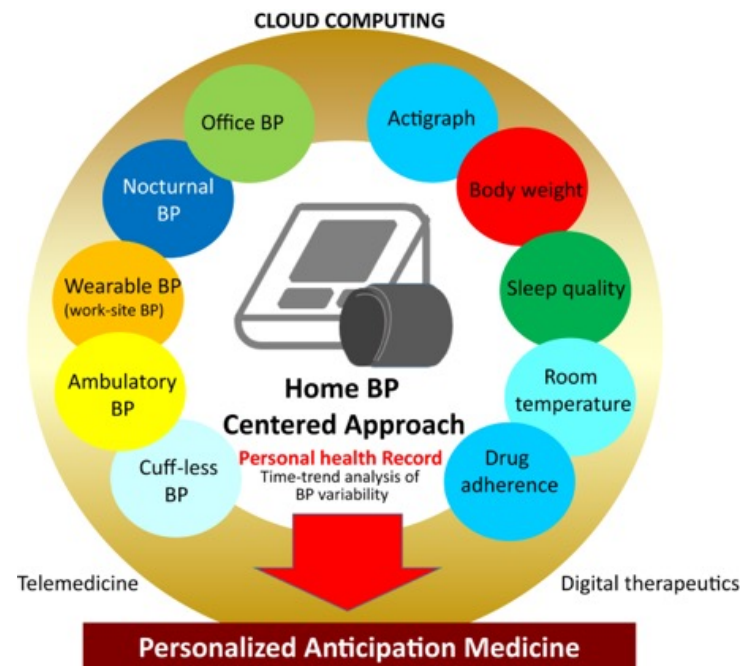 CLOUD COMPUTING
Office BP
Nocturnal
BP
Wearable BP
(work-site BP)
Ambulatory
BP
Cuff-less
BP
Actigraph
Body weight
Sleep quality
Room
temperature
Drug
adherence
Home BP
Centered Approach
Personal health Record
Time-trend analysis of
BP variability
Telemedicine
Digital therapeutics
Personalized Anticipation Medicine